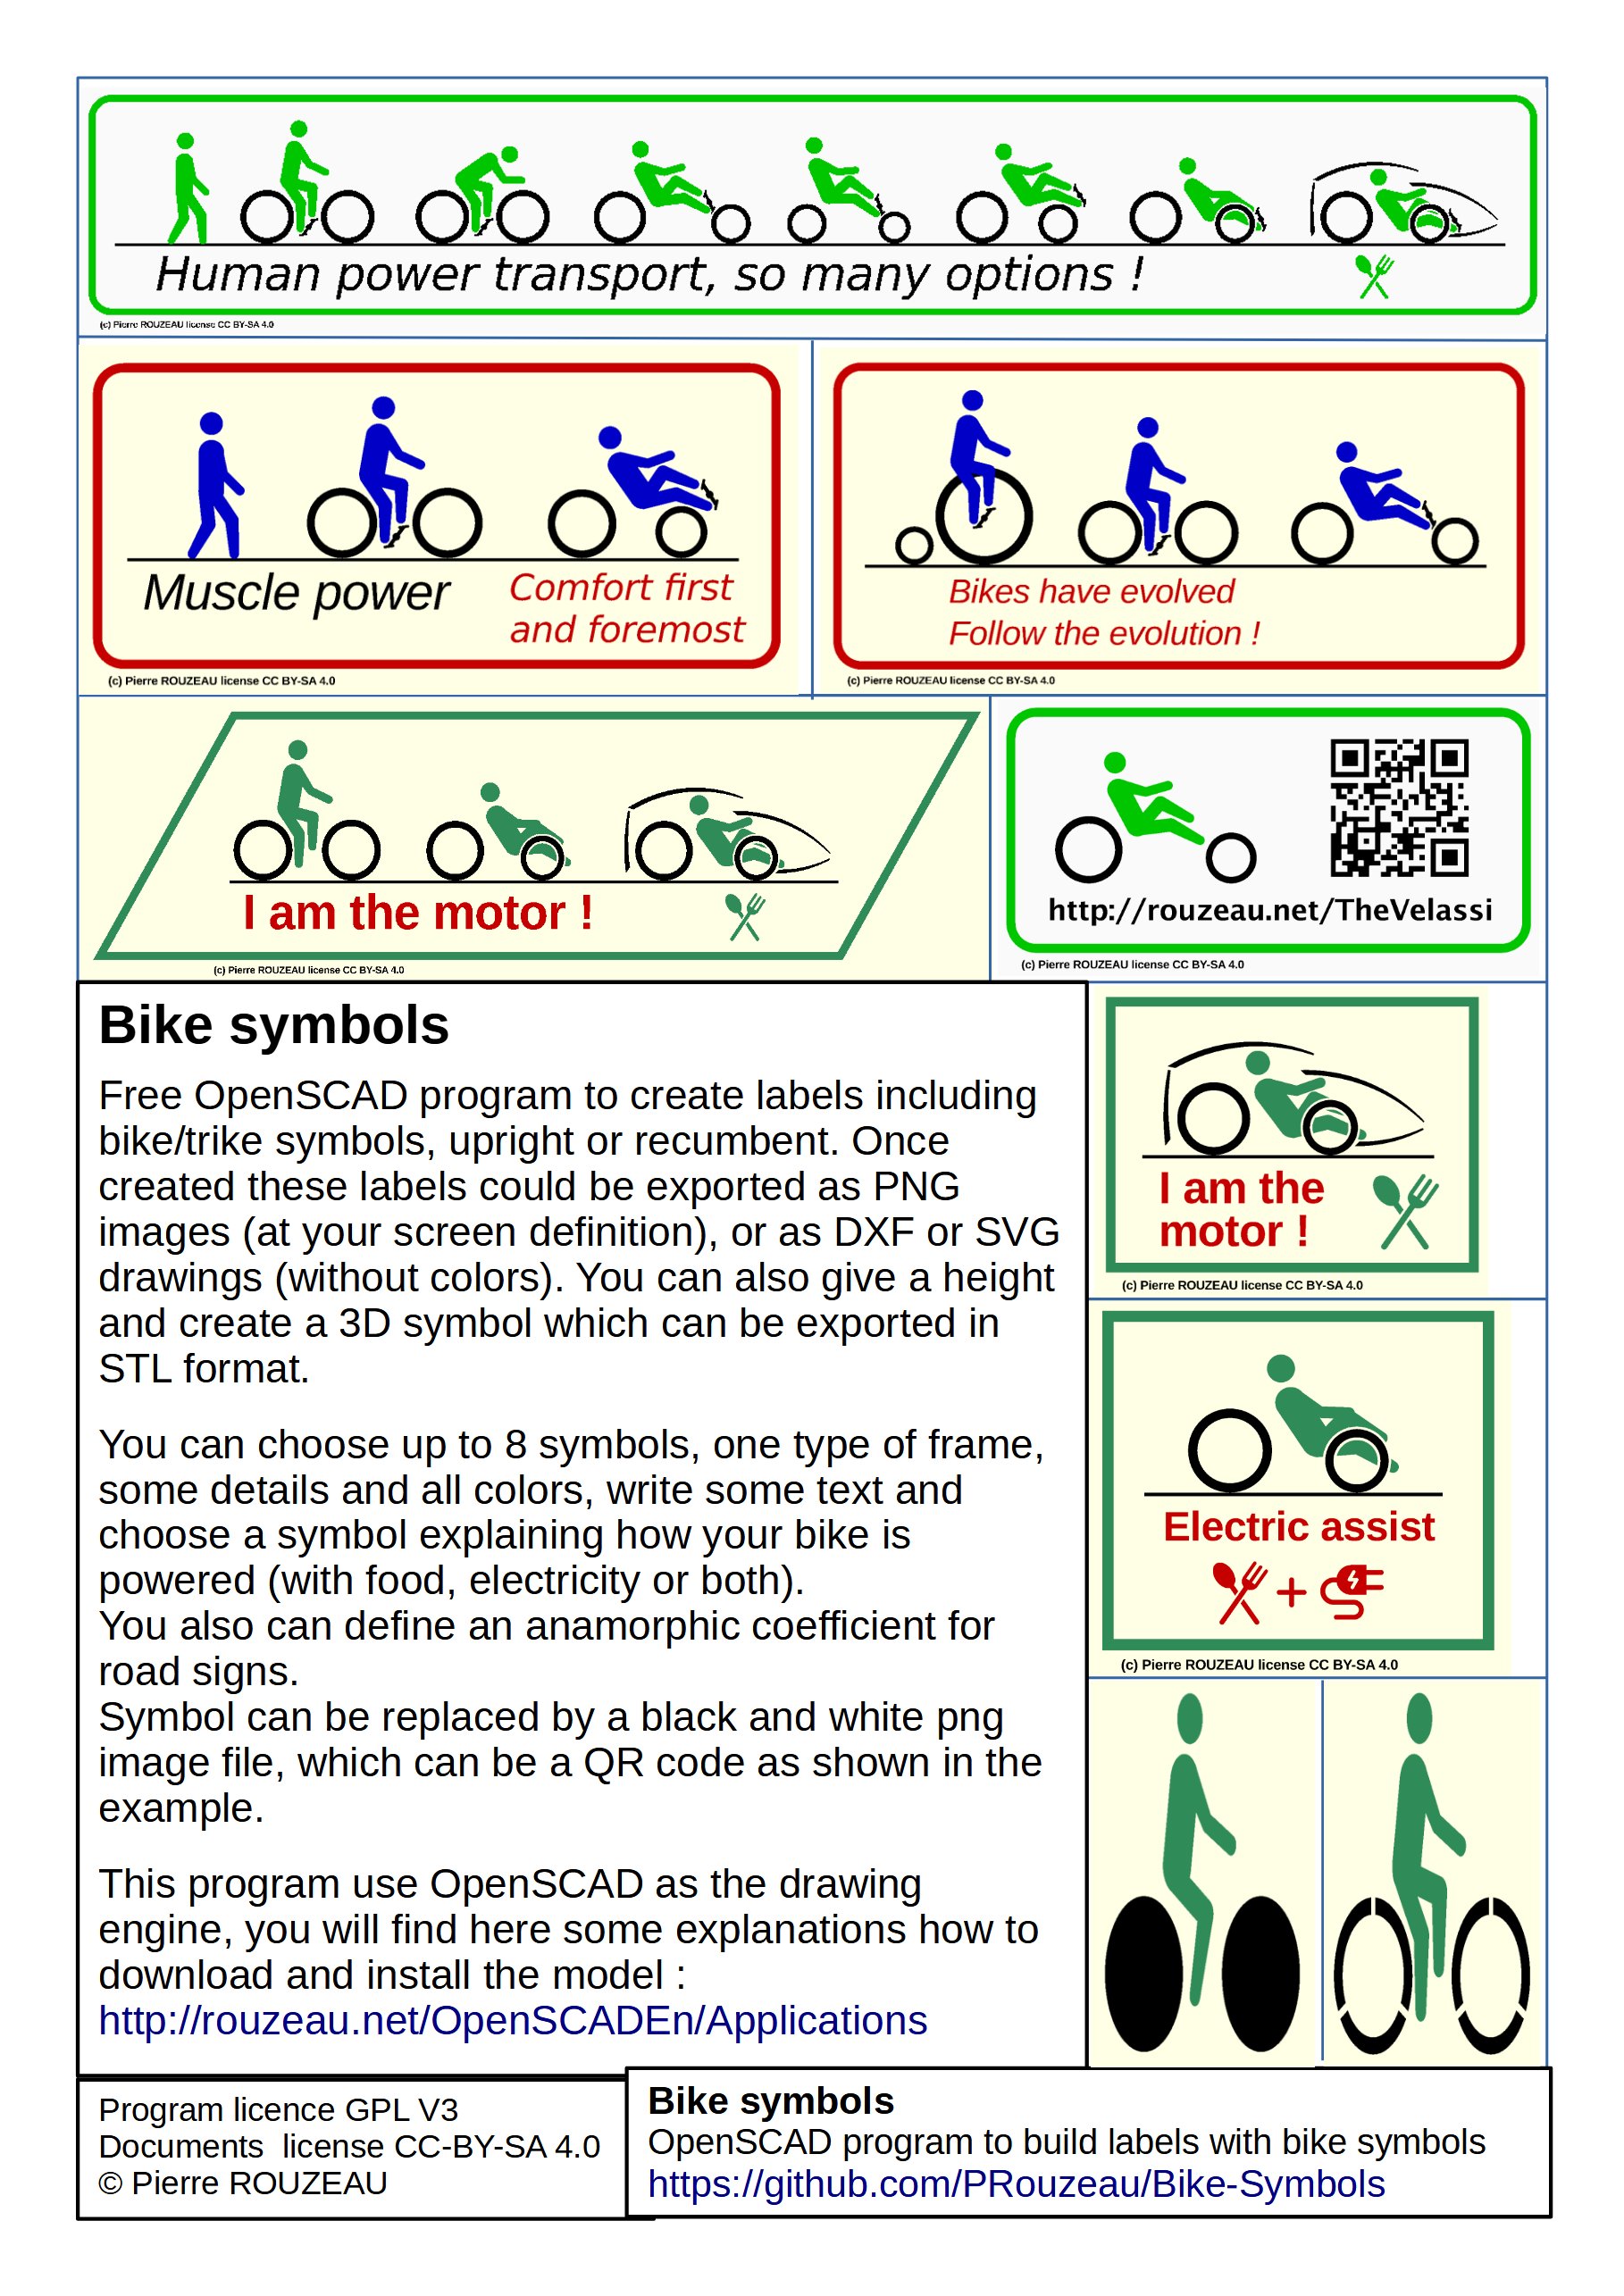 Human power transport, so many options !
(c) Pierre ROUZEAU license CC BY-SA 4.0
Muscle power
Comfort first
and foremost
(c) Pierre ROUZEAU license CC BY-SA 4.0
Bikes have evolved
Follow the evolution !
(c) Pierre ROUZEAU license CC BY-SA 4.0
I am the motor !
(c) Pierre ROUZEAU license CC BY-SA 4.0
http://rouzeau.net/TheVelassi
(c) Pierre ROUZEAU license CC BY-SA 4.0
Bike symbols
Free OpenSCAD program to create labels including
bike/trike symbols, upright or recumbent. Once
created these labels could be exported as PNG
images (at your screen definition), or as DXF or SVG
drawings (without colors). You can also give a height
and create a 3D symbol which can be exported in
STL format.
You can choose up to 8 symbols, one type of frame,
some details and all colors, write some text and
choose a symbol explaining how your bike is
powered (with food, electricity or both).
You also can define an anamorphic coefficient for
road signs.
Symbol can be replaced by a black and white png
image file, which can be a QR code as shown in the
example.
This program use OpenSCAD as the drawing
engine, you will find here some explanations how to
download and install the model :
http://rouzeau.net/OpenSCADEn/Applications
I am the
motor !
(c) Pierre ROUZEAU license CC BY-SA 4.0
Electric assist
+
(c) Pierre ROUZEAU license CC BY-SA 4.0
Program licence GPL V3
Documents  license CC-BY-SA 4.0
© Pierre ROUZEAU
Bike symbols
OpenSCAD program to build labels with bike symbols
https://github.com/PRouzeau/Bike-Symbols